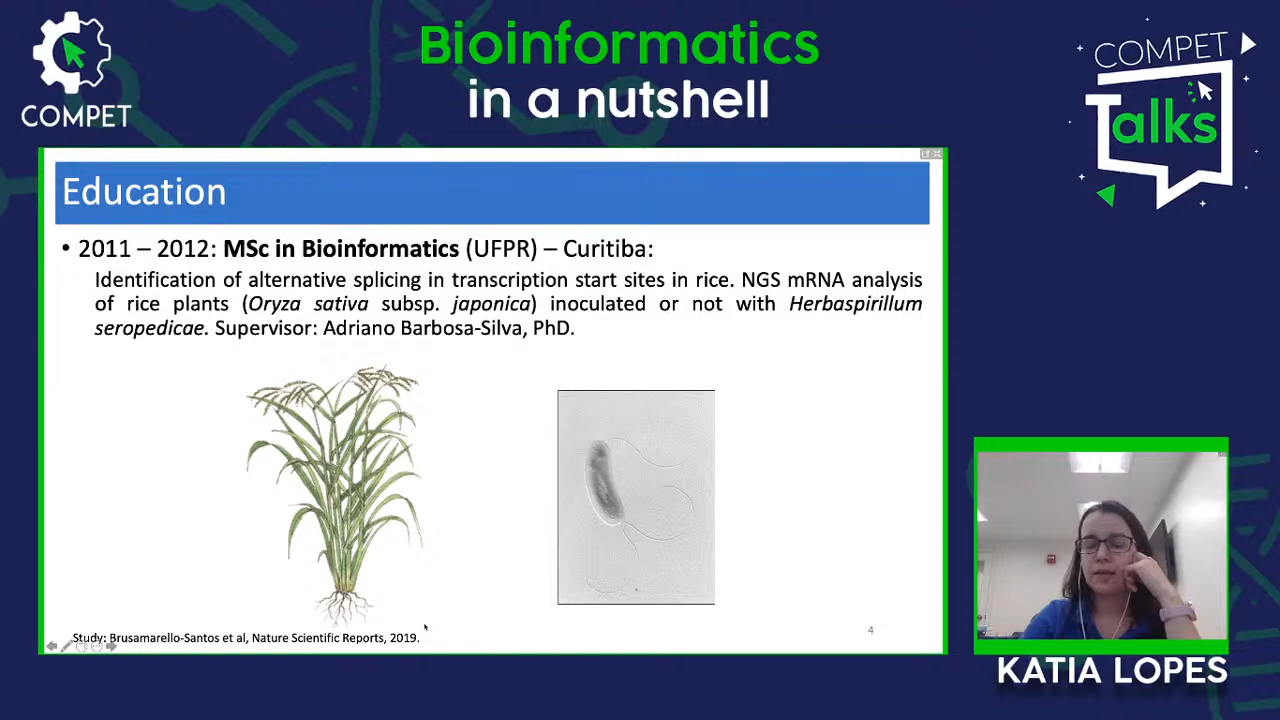 Bioinformatics
in a nutshell
COMPET
COMPET
Talks
Education
• 2011 – 2012: MSc in Bioinformatics (UFPR) – Curitiba:
Identification of alternative splicing in transcription start sites in rice. NGS mRNA analysis
of rice plants (Oryza sativa subsp. japonica) inoculated or not with Herbaspirillum
seropedicae. Supervisor: Adriano Barbosa-Silva, PhD.
Study: Brusamarello-Santos et al, Nature Scientific Reports, 2019.
4
KATIA LOPES